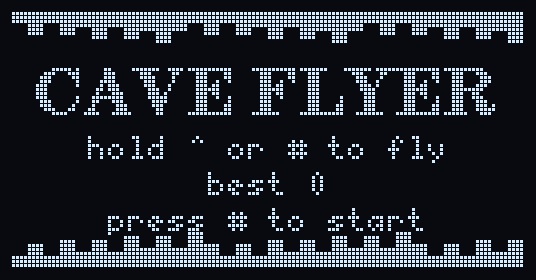 CAVE FLYER
hold ^ or # to fly
best 0
press # to start